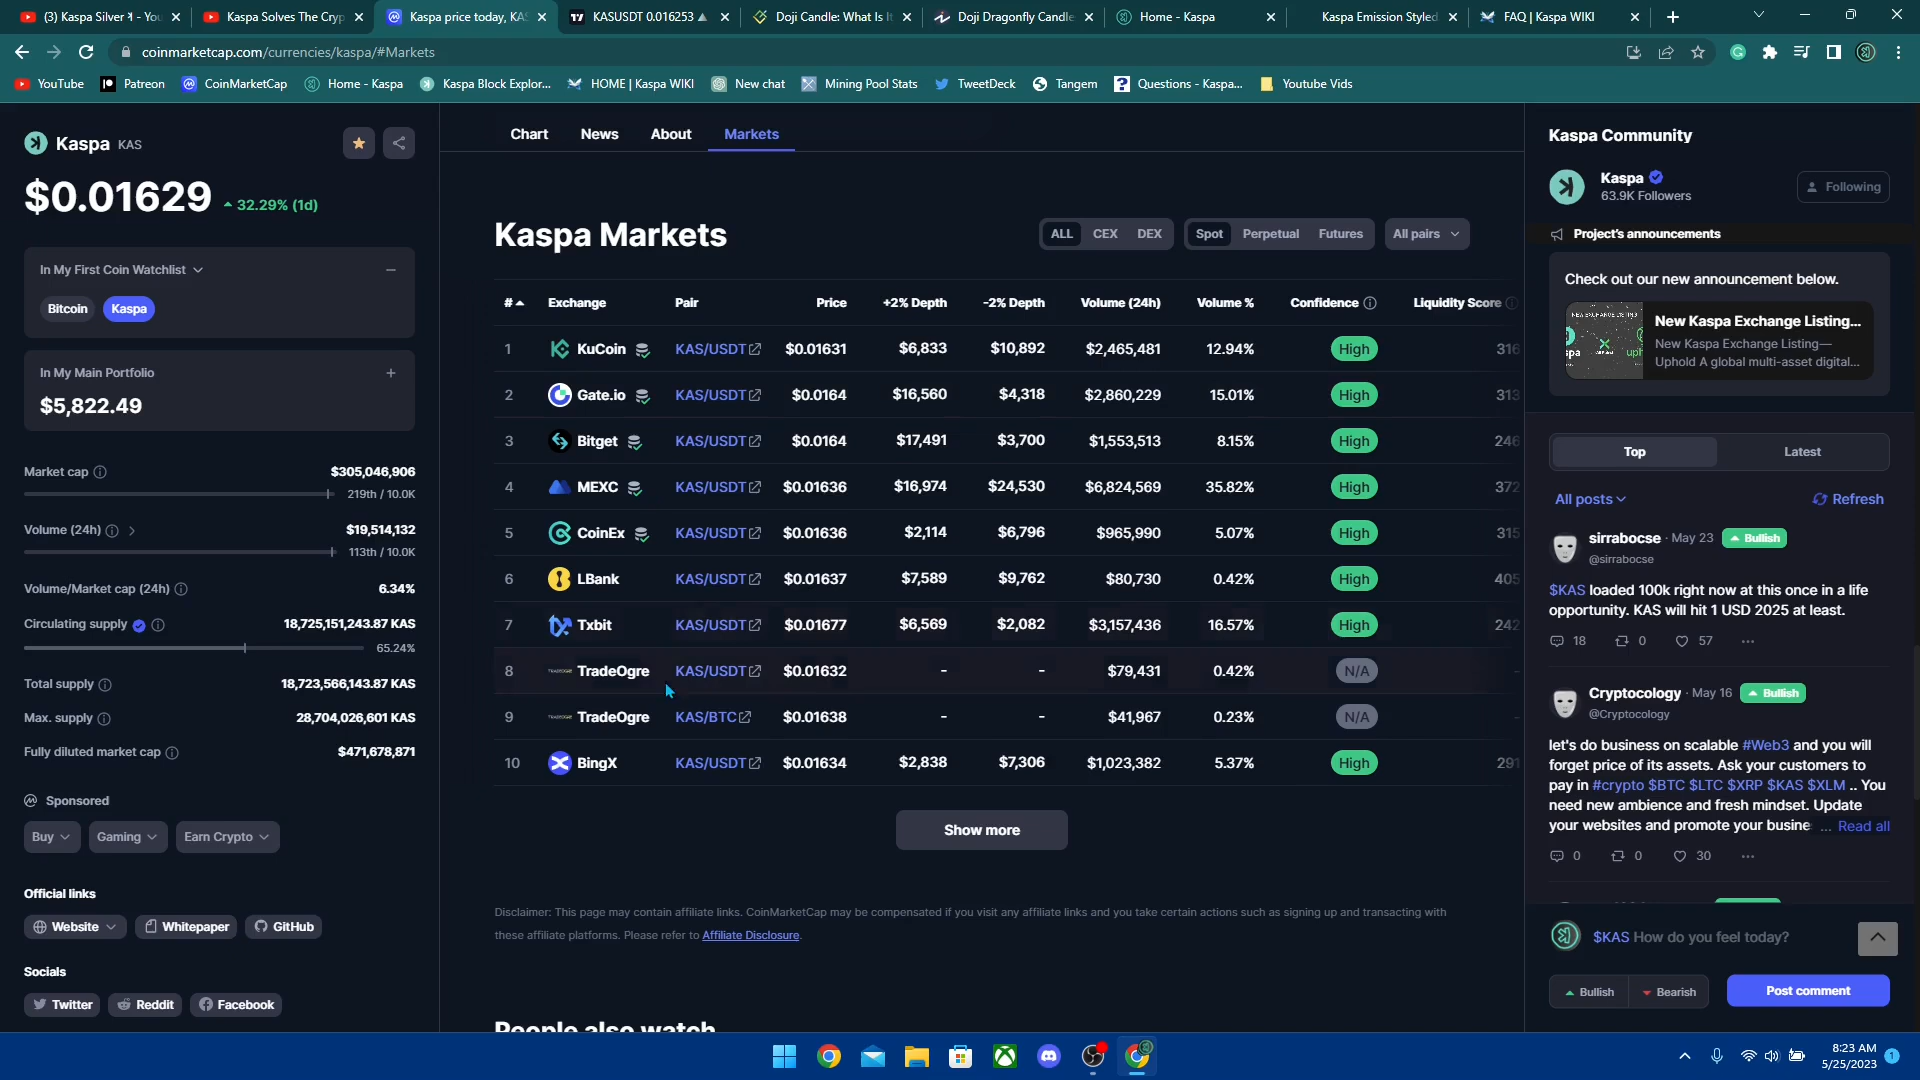 (3) Kaspa Silver
Kaspa Solves The Cryp
Kaspa price today, KAS
KASUSDT 0.016253
Doji Candle: What Is It
Doji Dragonfly Candle
Home - Kaspa
Kaspa Emission Styled
FAQ | Kaspa WIKI
coinmarketcap.com/currencies/kaspa/#Markets
YouTube
Patreon
CoinMarketCap
Home - Kaspa
Kaspa Block Explor...
HOME | Kaspa WIKI
New chat
Mining Pool Stats
TweetDeck
Tangem
Questions - Kaspa...
Youtube Vids
Kaspa KAS
$0.01629 32.29% (1d)
In My First Coin Watchlist
Bitcoin Kaspa
In My Main Portfolio +
$5,822.49
Market cap $305,046,906
219th / 10.0K
Volume (24h) $19,514,132
113th / 10.0K
Volume/Market cap (24h) 6.34%
Circulating supply 18,725,151,243.87 KAS
65.24%
Total supply 18,723,566,143.87 KAS
Max. supply 28,704,026,601 KAS
Fully diluted market cap $471,678,871
Sponsored
Buy Gaming Earn Crypto
Official links
Website Whitepaper GitHub
Socials
Twitter Reddit Facebook
Chart News About Markets
Kaspa Markets
ALL CEX DEX
Spot Perpetual Futures
All pairs
# Exchange Pair Price +2% Depth -2% Depth Volume (24h) Volume % Confidence Liquidity Score
1 KuCoin KAS/USDT $0.01631 $6,833 $10,892 $2,465,481 12.94% High 316
2 Gate.io KAS/USDT $0.0164 $16,560 $4,318 $2,860,229 15.01% High 313
3 Bitget KAS/USDT $0.0164 $17,491 $3,700 $1,553,513 8.15% High 246
4 MEXC KAS/USDT $0.01636 $16,974 $24,530 $6,824,569 35.82% High 372
5 CoinEx KAS/USDT $0.01636 $2,114 $6,796 $965,990 5.07% High 315
6 LBank KAS/USDT $0.01637 $7,589 $9,762 $80,730 0.42% High 405
7 Txbit KAS/USDT $0.01677 $6,569 $2,082 $3,157,436 16.57% High 242
8 TradeOgre KAS/USDT $0.01632 - - $79,431 0.42% N/A -
9 TradeOgre KAS/BTC $0.01638 - - $41,967 0.23% N/A -
10 BingX KAS/USDT $0.01634 $2,838 $7,306 $1,023,382 5.37% High 291
Show more
Disclaimer: This page may contain affiliate links. CoinMarketCap may be compensated if you visit any affiliate links and you take certain actions such as signing up and transacting with
these affiliate platforms. Please refer to Affiliate Disclosure.
People also watch
Kaspa Community
Kaspa
63.9K Followers
Following
Project's announcements
Check out our new announcement below.
New Kaspa Exchange Listing...
New Kaspa Exchange Listing—
Uphold A global multi-asset digital...
Top Latest
All posts Refresh
sirrabocse · May 23 Bullish
@sirrabocse
$KAS loaded 100k right now at this once in a life
opportunity. KAS will hit 1 USD 2025 at least.
18 0 57 ...
Cryptocology · May 16 Bullish
@Cryptocology
let's do business on scalable #Web3 and you will
forget price of its assets. Ask your customers to
pay in #crypto $BTC $LTC $XRP $KAS $XLM .. You
need new ambience and fresh mindset. Update
your websites and promote your busine ... Read all
0 0 30 ...
$KAS How do you feel today?
Bullish Bearish Post comment
8:23 AM
5/25/2023
1